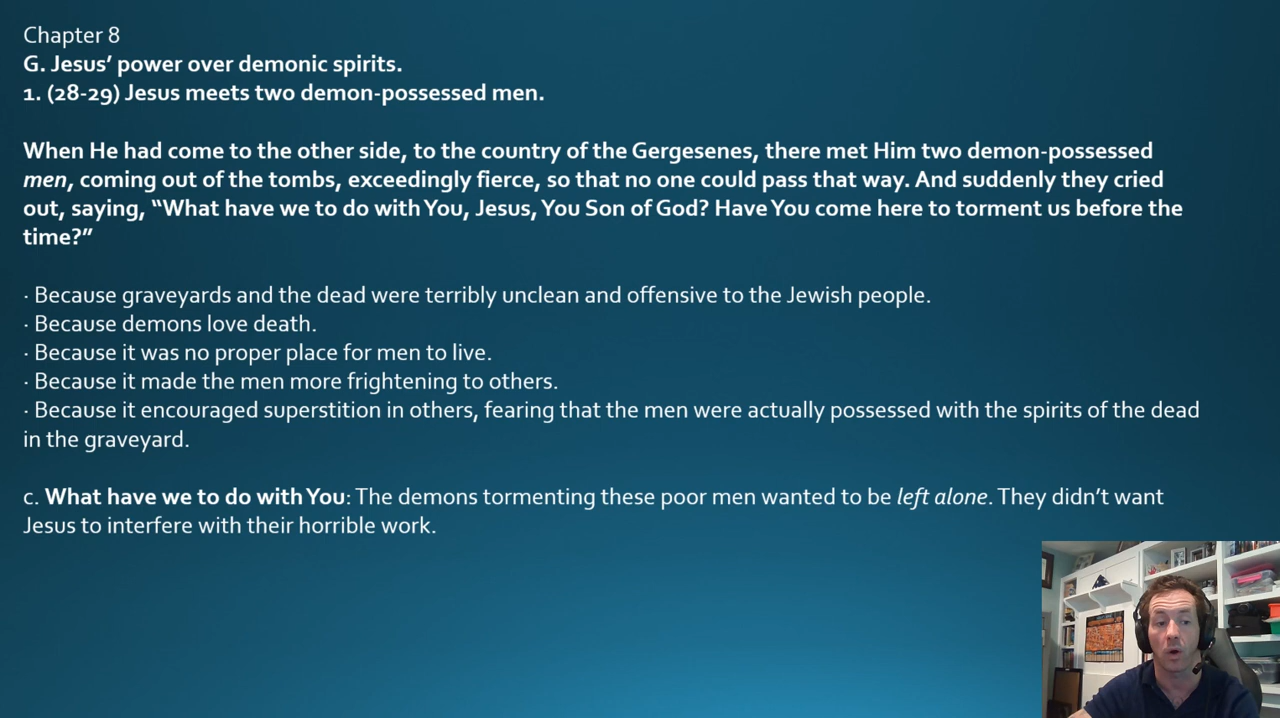 Chapter 8
G. Jesus’ power over demonic spirits.
1. (28-29) Jesus meets two demon-possessed men.
When He had come to the other side, to the country of the Gergesenes, there met Him two demon-possessed
men, coming out of the tombs, exceedingly fierce, so that no one could pass that way. And suddenly they cried
out, saying, “What have we to do with You, Jesus, You Son of God? Have You come here to torment us before the
time?”
· Because graveyards and the dead were terribly unclean and offensive to the Jewish people.
· Because demons love death.
· Because it was no proper place for men to live.
· Because it made the men more frightening to others.
· Because it encouraged superstition in others, fearing that the men were actually possessed with the spirits of the dead
in the graveyard.
c. What have we to do with You: The demons tormenting these poor men wanted to be left alone. They didn’t want
Jesus to interfere with their horrible work.